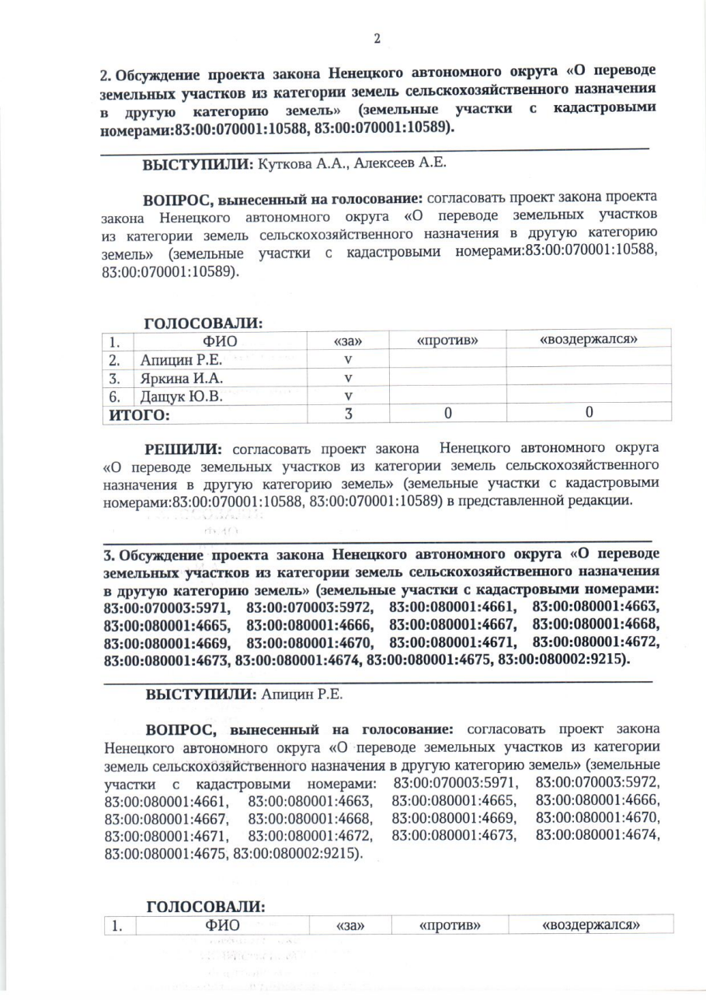 2
2. Обсуждение проекта закона Ненецкого автономного округа «О переводе
земельных участков из категории земель сельскохозяйственного назначения
в другую категорию земель» (земельные участки с кадастровыми
номерами:83:00:070001:10588, 83:00:070001:10589).
ВЫСТУПИЛИ: Куткова А.А., Алексеев А.Е.
ВОПРОС, вынесенный на голосование: согласовать проект закона проекта
закона Ненецкого автономного округа «О переводе земельных участков
из категории земель сельскохозяйственного назначения в другую категорию
земель» (земельные участки с кадастровыми номерами:83:00:070001:10588,
83:00:070001:10589).
ГОЛОСОВАЛИ:
1. ФИО «за» «против» «воздержался»
2. Апицин Р.Е. v
3. Яркина И.А. v
6. Дащук Ю.В. v
ИТОГО: 3 0 0
РЕШИЛИ: согласовать проект закона Ненецкого автономного округа
«О переводе земельных участков из категории земель сельскохозяйственного
назначения в другую категорию земель» (земельные участки с кадастровыми
номерами:83:00:070001:10588, 83:00:070001:10589) в представленной редакции.
3. Обсуждение проекта закона Ненецкого автономного округа «О переводе
земельных участков из категории земель сельскохозяйственного назначения
в другую категорию земель» (земельные участки с кадастровыми номерами:
83:00:070003:5971, 83:00:070003:5972, 83:00:080001:4661, 83:00:080001:4663,
83:00:080001:4665, 83:00:080001:4666, 83:00:080001:4667, 83:00:080001:4668,
83:00:080001:4669, 83:00:080001:4670, 83:00:080001:4671, 83:00:080001:4672,
83:00:080001:4673, 83:00:080001:4674, 83:00:080001:4675, 83:00:080002:9215).
ВЫСТУПИЛИ: Апицин Р.Е.
ВОПРОС, вынесенный на голосование: согласовать проект закона
Ненецкого автономного округа «О переводе земельных участков из категории
земель сельскохозяйственного назначения в другую категорию земель» (земельные
участки с кадастровыми номерами: 83:00:070003:5971, 83:00:070003:5972,
83:00:080001:4661, 83:00:080001:4663, 83:00:080001:4665, 83:00:080001:4666,
83:00:080001:4667, 83:00:080001:4668, 83:00:080001:4669, 83:00:080001:4670,
83:00:080001:4671, 83:00:080001:4672, 83:00:080001:4673, 83:00:080001:4674,
83:00:080001:4675, 83:00:080002:9215).
ГОЛОСОВАЛИ:
1. ФИО «за» «против» «воздержался»